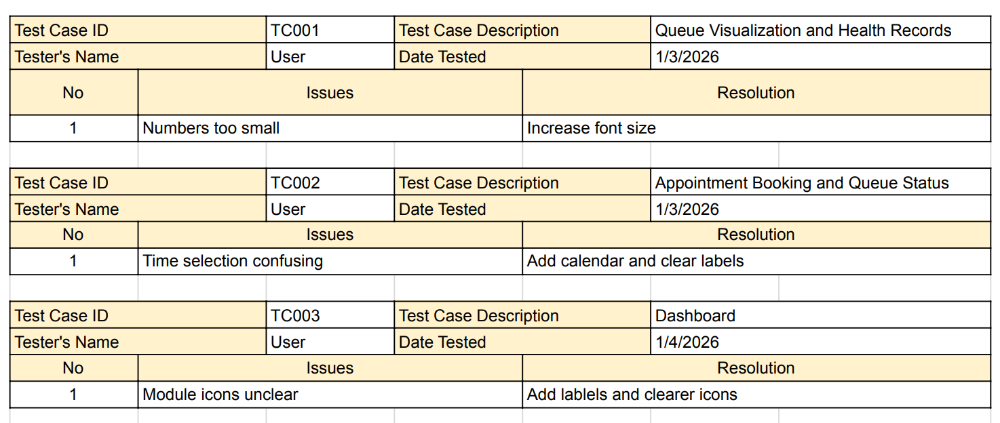 Test Case ID TC001 Test Case Description Queue Visualization and Health Records
Tester's Name User Date Tested 1/3/2026
No Issues Resolution
1 Numbers too small Increase font size
Test Case ID TC002 Test Case Description Appointment Booking and Queue Status
Tester's Name User Date Tested 1/3/2026
No Issues Resolution
1 Time selection confusing Add calendar and clear labels
Test Case ID TC003 Test Case Description Dashboard
Tester's Name User Date Tested 1/4/2026
No Issues Resolution
1 Module icons unclear Add lablels and clearer icons